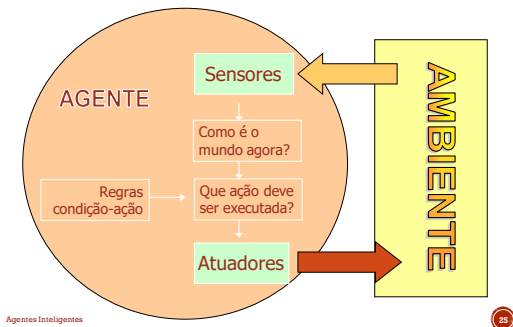 Sensores
AGENTE
Como é o
mundo agora?
Regras
condição-ação
Que ação deve
ser executada?
Atuadores
AMBIENTE
Agentes Inteligentes
25